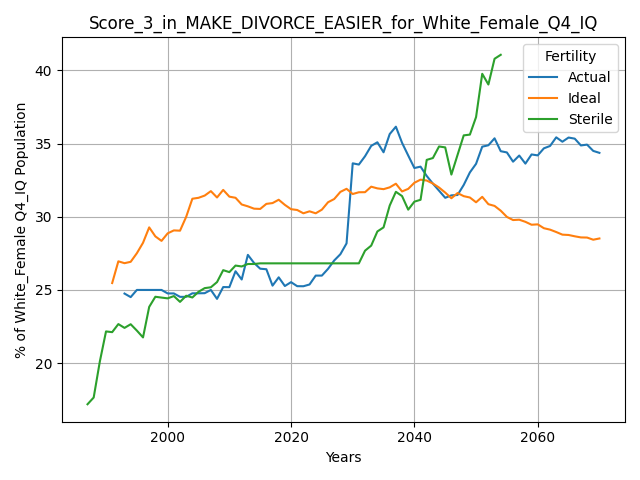 Score_3_in_MAKE_DIVORCE_EASIER_for_White_Female_Q4_IQ
Fertility
Actual
Ideal
Sterile
% of White_Female Q4_IQ Population
40
35
30
25
20
2000
2020
2040
2060
Years